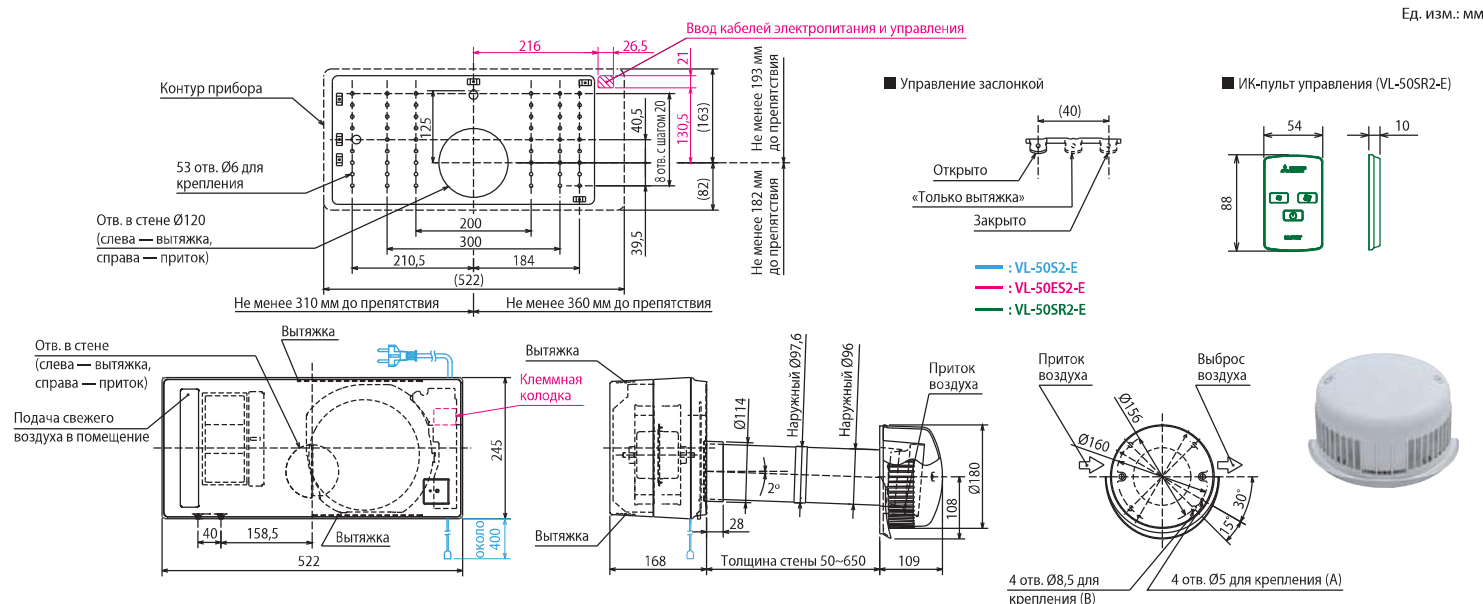 Ед. изм.: мм
Ввод кабелей электропитания и управления
216
26,5
21
Контур прибора
53 отв. Ø6 для
крепления
Отв. в стене Ø120
(слева — вытяжка,
справа — приток)
125
8 отв. с шагом 20
40,5
130,5
(163)
(82)
39,5
Не менее 193 мм
до препятствия
Не менее 182 мм
до препятствия
200
300
210,5
184
(522)
Не менее 310 мм до препятствия
Не менее 360 мм до препятствия
■ Управление заслонкой
(40)
Открыто
«Только вытяжка»
Закрыто
■ ИК-пульт управления (VL-50SR2-E)
54
10
88
: VL-50S2-E
: VL-50ES2-E
: VL-50SR2-E
Вытяжка
Отв. в стене
(слева — вытяжка,
справа — приток)
Подача свежего
воздуха в помещение
Клеммная
колодка
245
40
158,5
Вытяжка
около
400
522
Вытяжка
Вытяжка
Ø114
Наружный Ø97,6
Наружный Ø96
Приток
воздуха
2°
28
168
Толщина стены 50~650
109
108
Ø180
Приток
воздуха
Выброс
воздуха
Ø156
Ø160
30°
15°
4 отв. Ø8,5 для
крепления (B)
4 отв. Ø5 для крепления (A)